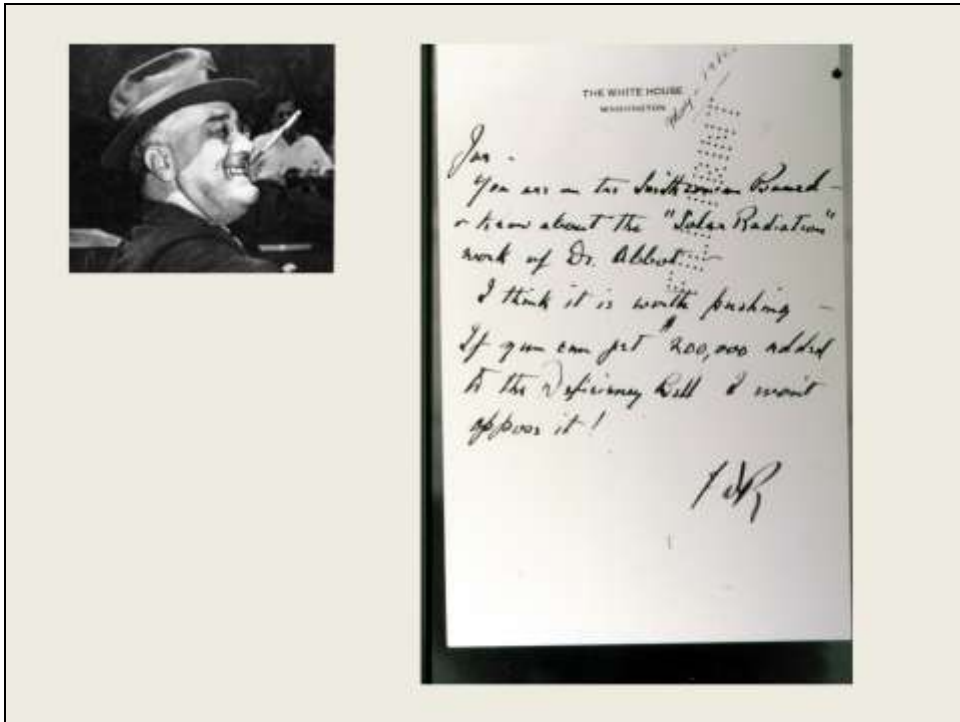 THE WHITE HOUSE
WASHINGTON
You are on the Smithsonian Board -
& know about the "Solar Radiation"
work of Dr. Abbot.
I think it is worth pushing -
If you can get $200,000 added
to the Deficiency Bill I won't
oppose it!
FDR